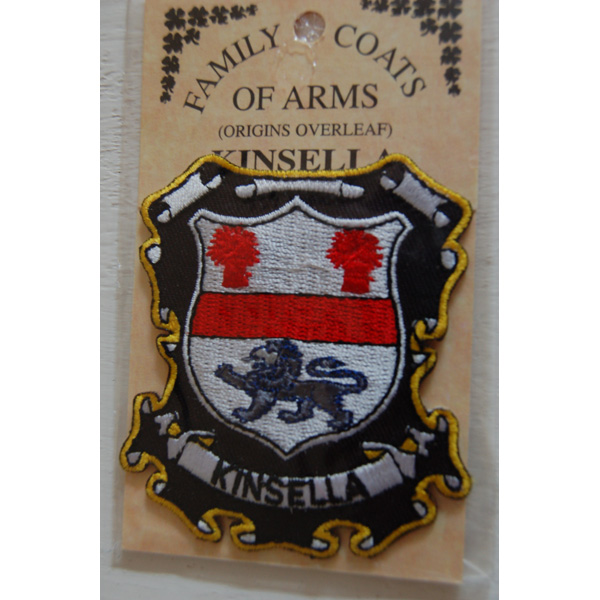 FAMILY COATS
OF ARMS
(ORIGINS OVERLEAF)
KINSELLA
KINSELLA